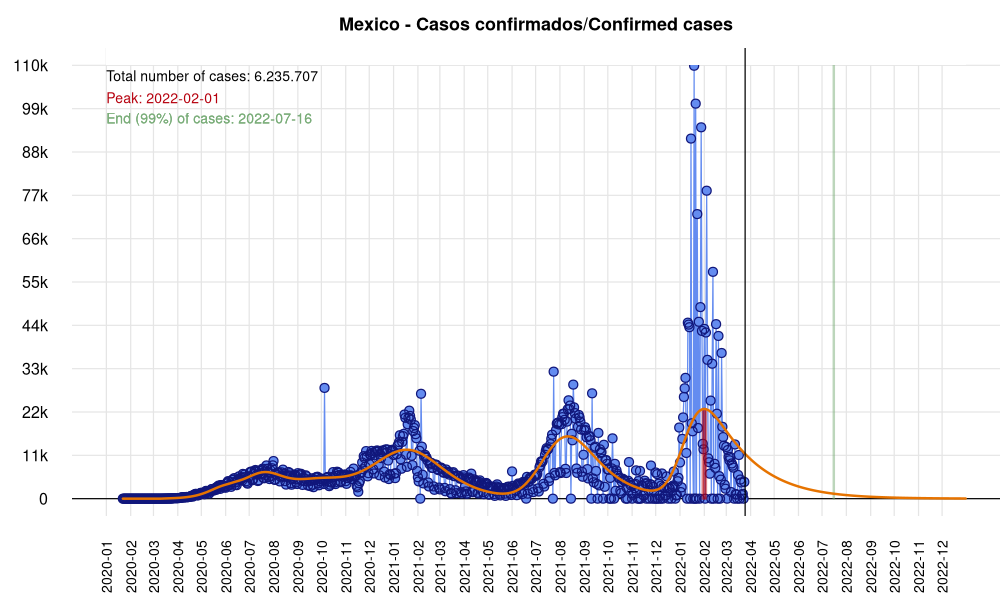 Mexico - Casos confirmados/Confirmed cases
Total number of cases: 6.235.707
Peak: 2022-02-01
End (99%) of cases: 2022-07-16
110k
99k
88k
77k
66k
55k
44k
33k
22k
11k
0
2020-01
2020-02
2020-03
2020-04
2020-05
2020-06
2020-07
2020-08
2020-09
2020-10
2020-11
2020-12
2021-01
2021-02
2021-03
2021-04
2021-05
2021-06
2021-07
2021-08
2021-09
2021-10
2021-11
2021-12
2022-01
2022-02
2022-03
2022-04
2022-05
2022-06
2022-07
2022-08
2022-09
2022-10
2022-11
2022-12